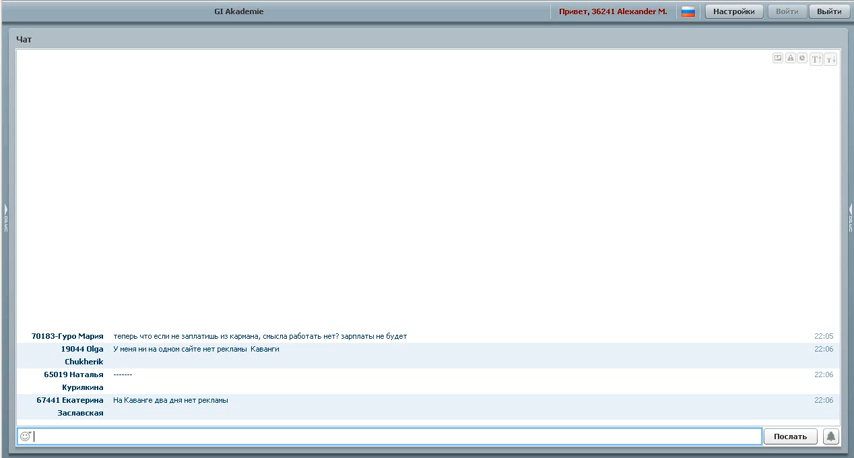 GI Akademie Привет, 36241 Alexander M. Настройки Войти Выйти
Чат
70183-Гуро Мария теперь что если не заплатишь из кармана, смысла работать нет? зарплаты не будет 22:05
19044 Olga У меня ни на одном сайте нет рекламы Каванги 22:06
Chukherik
65019 Наталья ------- 22:06
Курилкина
67441 Екатерина На Каванге два дня нет рекламы 22:06
Заславская
Послать